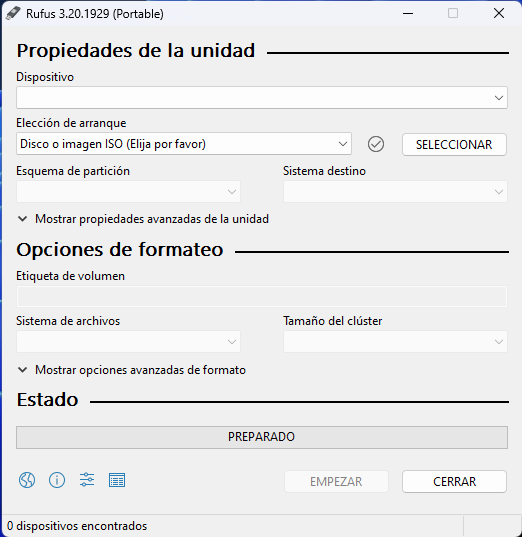 Rufus 3.20.1929 (Portable)
Propiedades de la unidad
Dispositivo
Elección de arranque
Disco o imagen ISO (Elija por favor)
SELECCIONAR
Esquema de partición
Sistema destino
Mostrar propiedades avanzadas de la unidad
Opciones de formateo
Etiqueta de volumen
Sistema de archivos
Tamaño del clúster
Mostrar opciones avanzadas de formato
Estado
PREPARADO
EMPEZAR
CERRAR
0 dispositivos encontrados